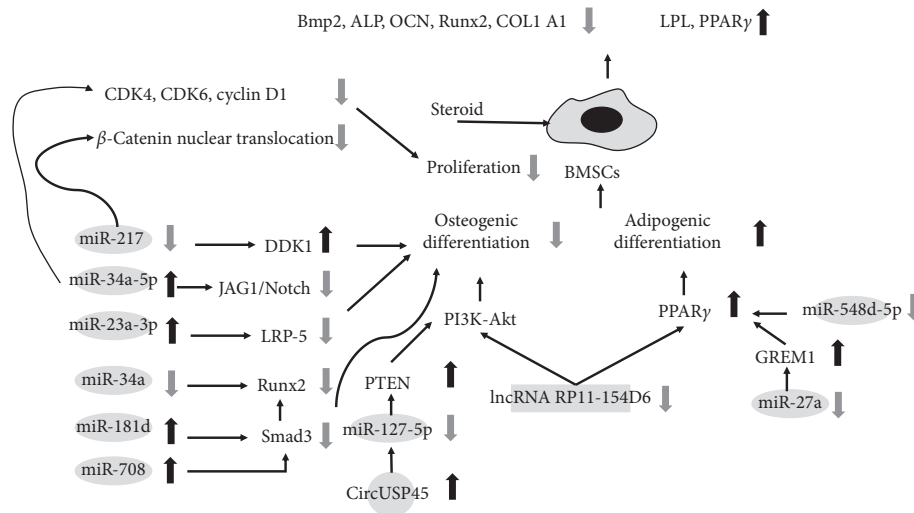 Bmp2, ALP, OCN, Runx2, COL1 A1
LPL, PPARγ
CDK4, CDK6, cyclin D1
Steroid
β-Catenin nuclear translocation
Proliferation
BMSCs
miR-217
DDK1
Osteogenic
differentiation
Adipogenic
differentiation
miR-34a-5p
JAG1/Notch
miR-23a-3p
LRP-5
PI3K-Akt
PPARγ
miR-548d-5p
GREM1
miR-34a
Runx2
PTEN
lncRNA RP11-154D6
miR-27a
miR-181d
Smad3
miR-127-5p
miR-708
CircUSP45